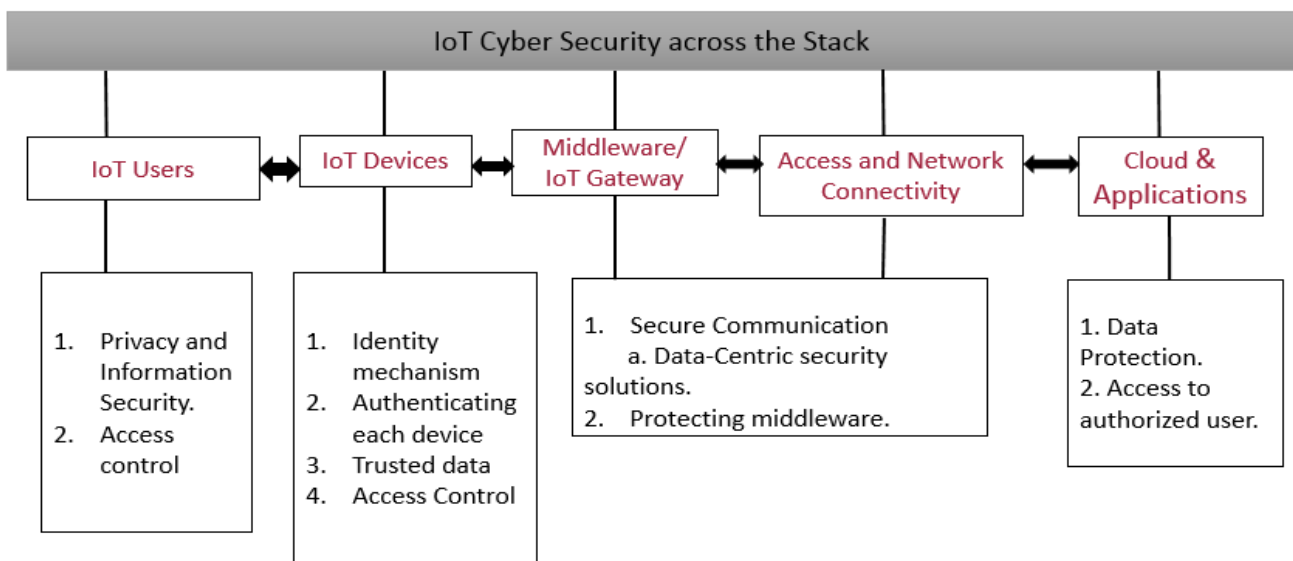 IoT Cyber Security across the Stack
IoT Users
IoT Devices
Middleware/
IoT Gateway
Access and Network
Connectivity
Cloud &
Applications
1. Privacy and
Information
Security.
2. Access
control
1. Identity
mechanism
2. Authenticating
each device
3. Trusted data
4. Access Control
1. Secure Communication
a. Data-Centric security
solutions.
2. Protecting middleware.
1. Data
Protection.
2. Access to
authorized user.